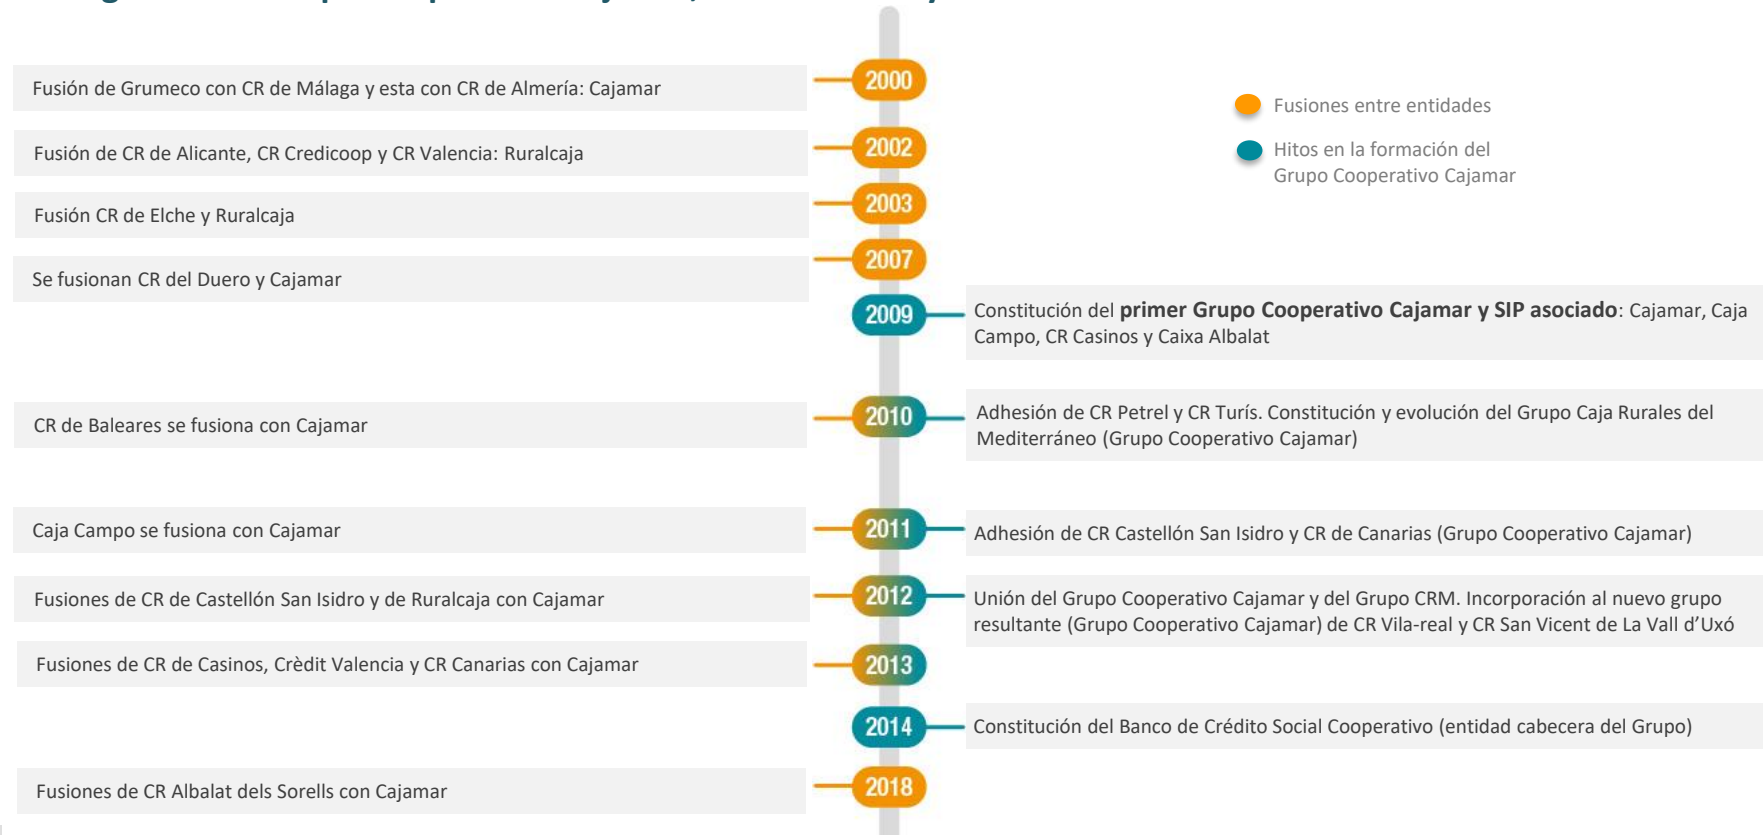 2000
Fusión de Grumeco con CR de Málaga y esta con CR de Almería: Cajamar
Fusiones entre entidades
Hitos en la formación del
Grupo Cooperativo Cajamar
2002
Fusión de CR de Alicante, CR Credicoop y CR Valencia: Ruralcaja
2003
Fusión CR de Elche y Ruralcaja
2007
Se fusionan CR del Duero y Cajamar
2009
Constitución del primer Grupo Cooperativo Cajamar y SIP asociado: Cajamar, Caja
Campo, CR Casinos y Caixa Albalat
2010
CR de Baleares se fusiona con Cajamar
Adhesión de CR Petrel y CR Turís. Constitución y evolución del Grupo Caja Rurales del
Mediterráneo (Grupo Cooperativo Cajamar)
2011
Caja Campo se fusiona con Cajamar
Adhesión de CR Castellón San Isidro y CR de Canarias (Grupo Cooperativo Cajamar)
2012
Fusiones de CR de Castellón San Isidro y de Ruralcaja con Cajamar
Unión del Grupo Cooperativo Cajamar y del Grupo CRM. Incorporación al nuevo grupo
resultante (Grupo Cooperativo Cajamar) de CR Vila-real y CR San Vicent de La Vall d’Uxó
2013
Fusiones de CR de Casinos, Crèdit Valencia y CR Canarias con Cajamar
2014
Constitución del Banco de Crédito Social Cooperativo (entidad cabecera del Grupo)
2018
Fusiones de CR Albalat dels Sorells con Cajamar